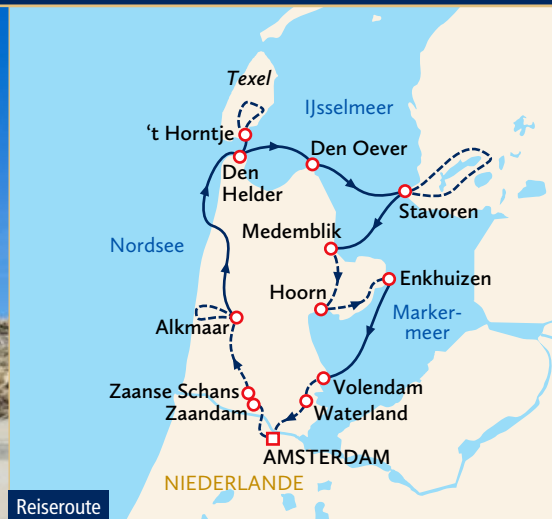 Texel
IJsselmeer
't Horntje
Den Oever
Den
Helder
Stavoren
Medemblik
Nordsee
Enkhuizen
Hoorn
Marker-
meer
Alkmaar
Zaanse Schans
Volendam
Zaandam
Waterland
AMSTERDAM
NIEDERLANDE
Reiseroute